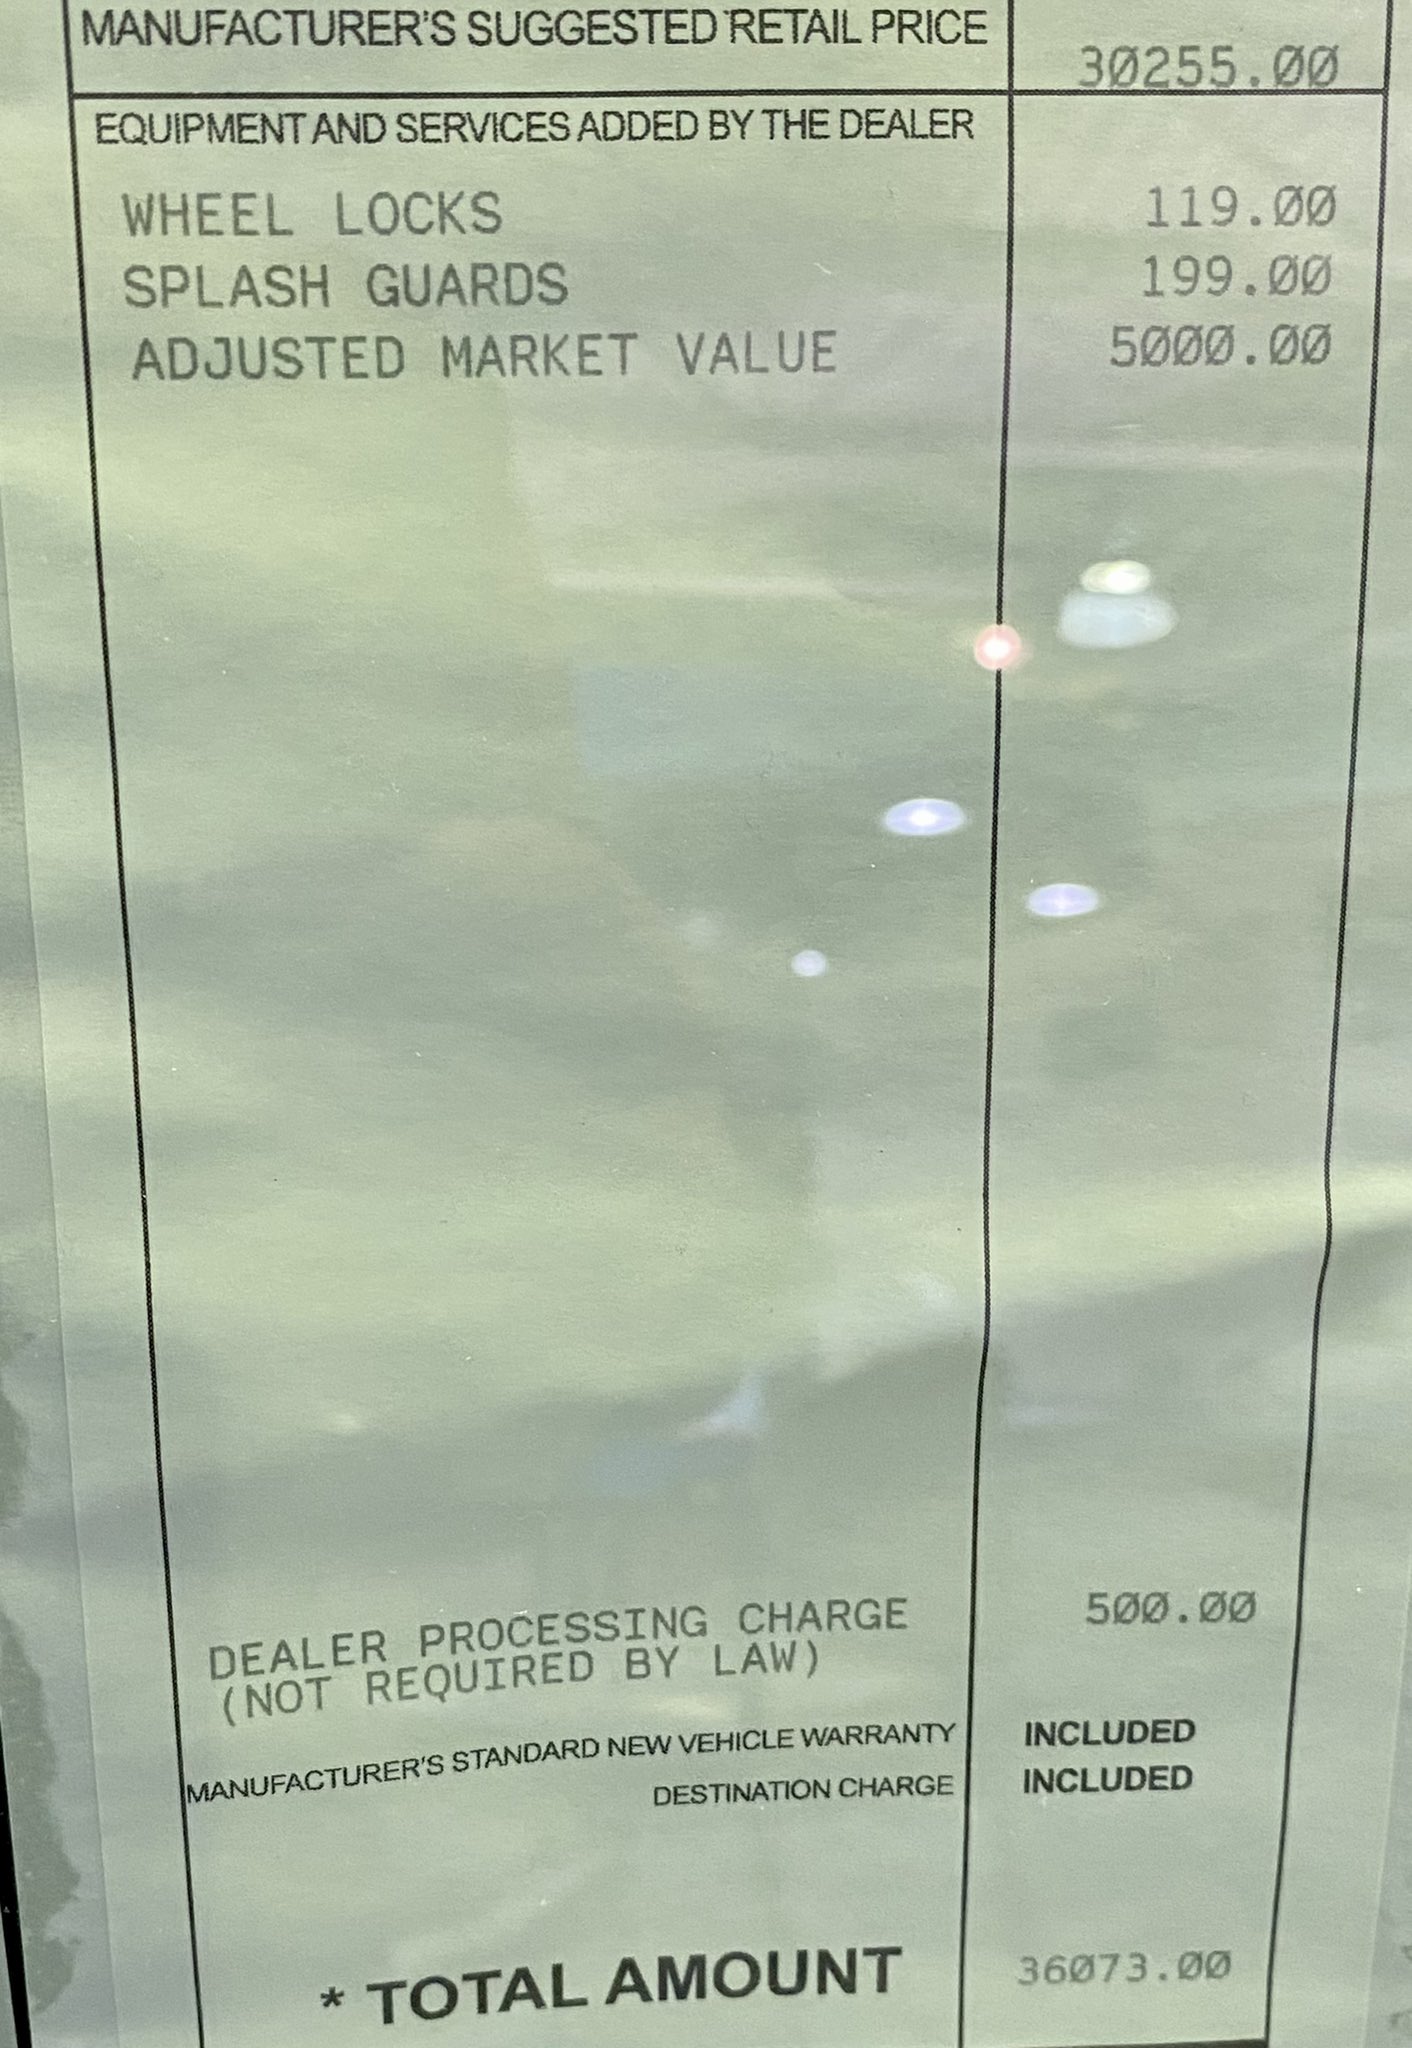 MANUFACTURER'S SUGGESTED RETAIL PRICE 30255.00
EQUIPMENT AND SERVICES ADDED BY THE DEALER
WHEEL LOCKS 119.00
SPLASH GUARDS 199.00
ADJUSTED MARKET VALUE 5000.00
DEALER PROCESSING CHARGE 500.00
(NOT REQUIRED BY LAW)
MANUFACTURER'S STANDARD NEW VEHICLE WARRANTY INCLUDED
DESTINATION CHARGE INCLUDED
* TOTAL AMOUNT 36073.00